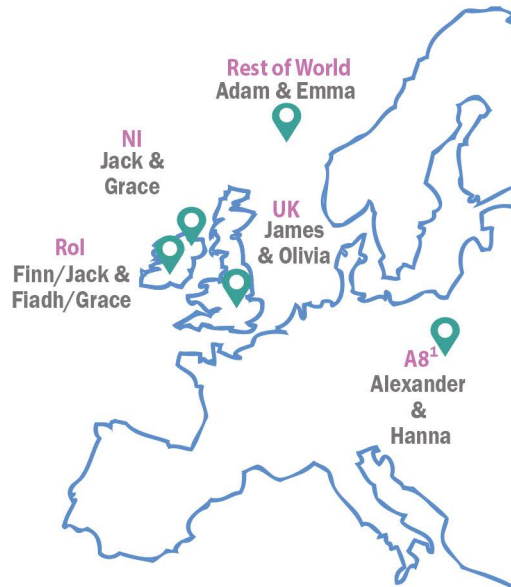 Rest of World
Adam & Emma
NI
Jack &
Grace
UK
James
& Olivia
RoI
Finn/Jack &
Fiadh/Grace
A8¹
Alexander
&
Hanna